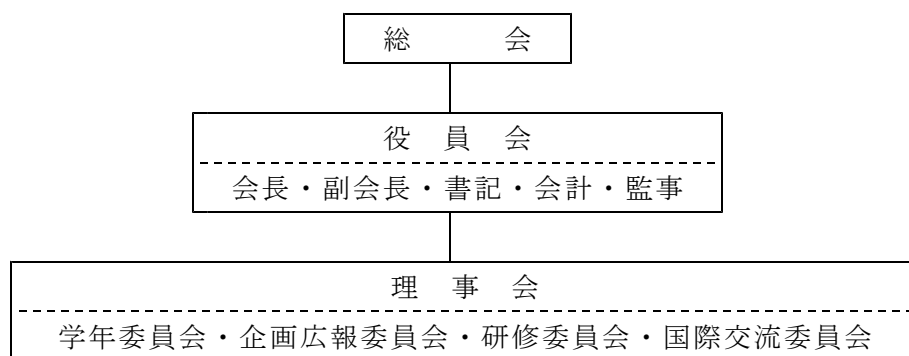 総会
役員会
会長・副会長・書記・会計・監事
理事会
学年委員会・企画広報委員会・研修委員会・国際交流委員会